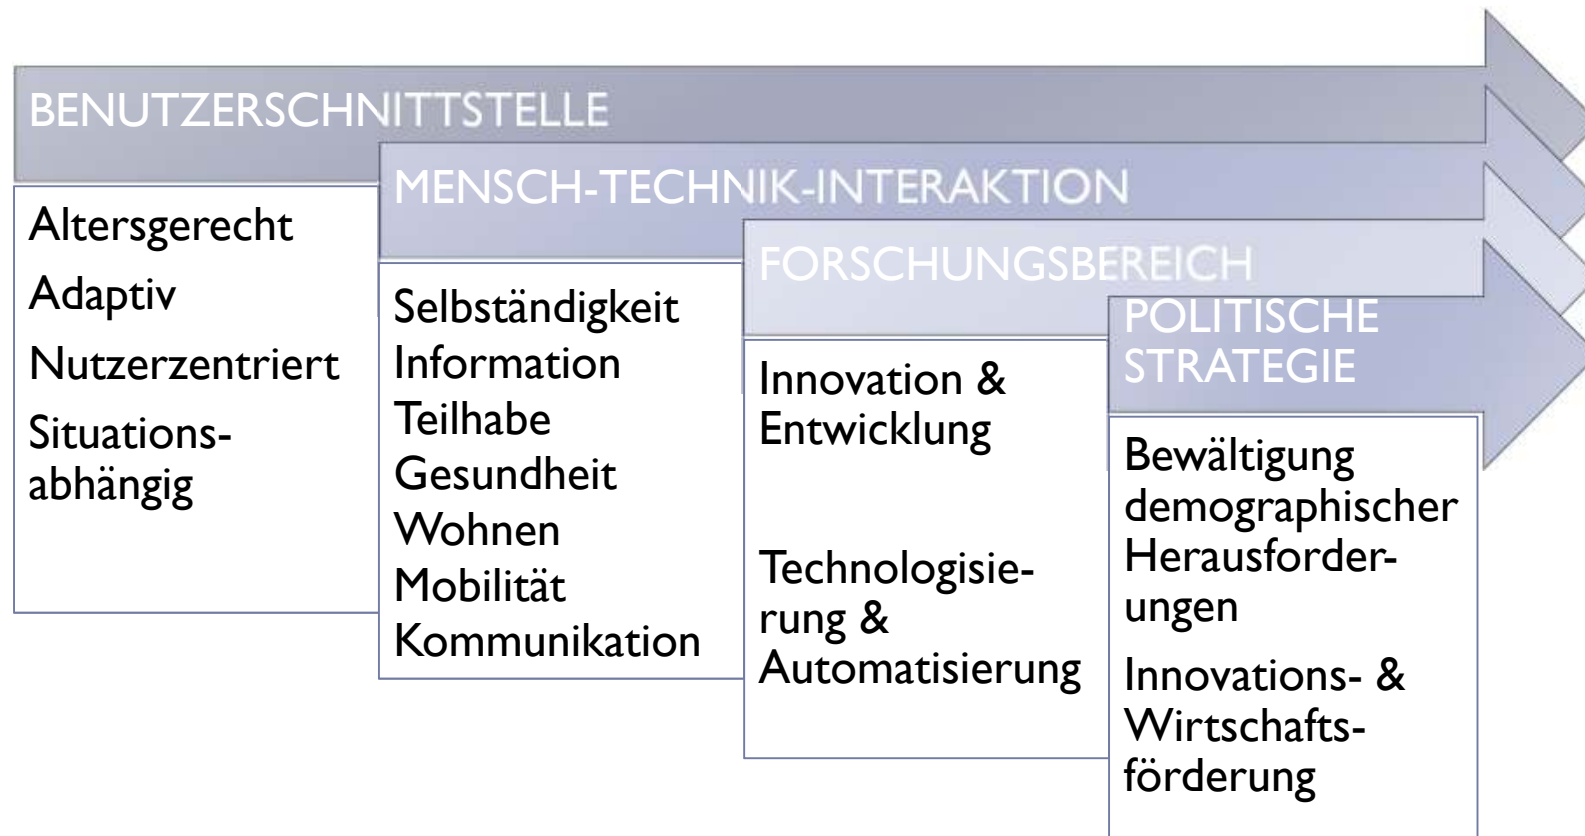 BENUTZERSCHNITTSTELLE
Altersgerecht
Adaptiv
Nutzerzentriert
Situations-
abhängig
MENSCH-TECHNIK-INTERAKTION
Selbständigkeit
Information
Teilhabe
Gesundheit
Wohnen
Mobilität
Kommunikation
FORSCHUNGSBEREICH
Innovation &
Entwicklung
Technologisie-
rung &
Automatisierung
POLITISCHE
STRATEGIE
Bewältigung
demographischer
Herausforder-
ungen
Innovations- &
Wirtschafts-
förderung